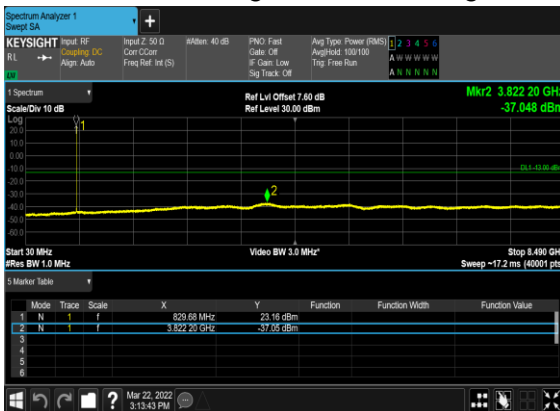 Spectrum Analyzer 1
Swept SA
+
KEYSIGHT Input: RF Input Z: 50 Ω #Atten: 40 dB PNO: Fast Avg Type: Power (RMS) 1 2 3 4 5 6
RL Coupling: DC Corr CCorr Gate: Off Avg|Hold: 100/100 A W W W W W
Align: Auto Freq Ref: Int (S) IF Gain: Low Trig: Free Run
Sig Track: Off A N N N N N
1 Spectrum Ref Lvl Offset 7.60 dB Mkr2 3.822 20 GHz
Scale/Div 10 dB Ref Level 30.00 dBm -37.048 dBm
Log
20.0 1
10.0
0.00
-10.0 DL1 -13.00 dBm
-20.0
-30.0 2
-40.0
-50.0
-60.0
Start 30 MHz Video BW 3.0 MHz* Stop 8.490 GHz
#Res BW 1.0 MHz Sweep ~17.2 ms (40001 pts)
5 Marker Table
Mode Trace Scale X Y Function Function Width Function Value
1 N 1 f 829.68 MHz 23.16 dBm
2 N 1 f 3.822 20 GHz -37.05 dBm
3
4
5
6
? Mar 22, 2022
3:13:43 PM